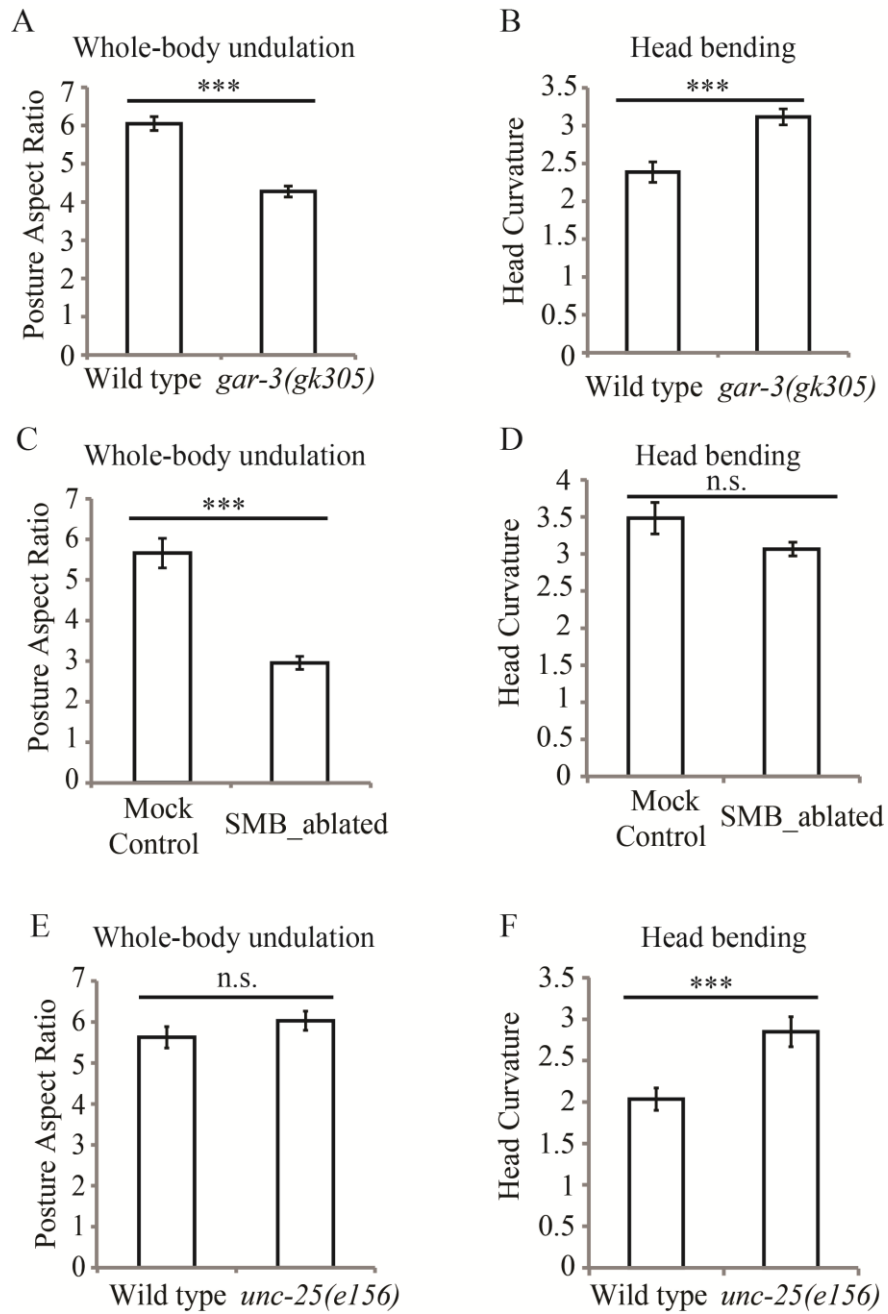 A
Whole-body undulation
***
Posture Aspect Ratio
7
6
5
4
3
2
1
0
Wild type gar-3(gk305)
B
Head bending
***
Head Curvature
3.5
3
2.5
2
1.5
1
0.5
0
Wild type gar-3(gk305)
C
Whole-body undulation
***
Posture Aspect Ratio
7
6
5
4
3
2
1
0
Mock
Control
SMB_ablated
D
Head bending
n.s.
Head Curvature
4
3.5
3
2.5
2
1.5
1
0.5
0
Mock
Control
SMB_ablated
E
Whole-body undulation
n.s.
Posture Aspect Ratio
7
6
5
4
3
2
1
0
Wild type unc-25(e156)
F
Head bending
***
Head Curvature
3.5
3
2.5
2
1.5
1
0.5
0
Wild type unc-25(e156)